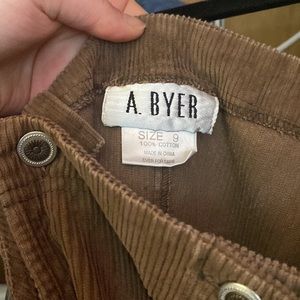 A. BYER
SIZE 9
100% COTTON
MADE IN CHINA